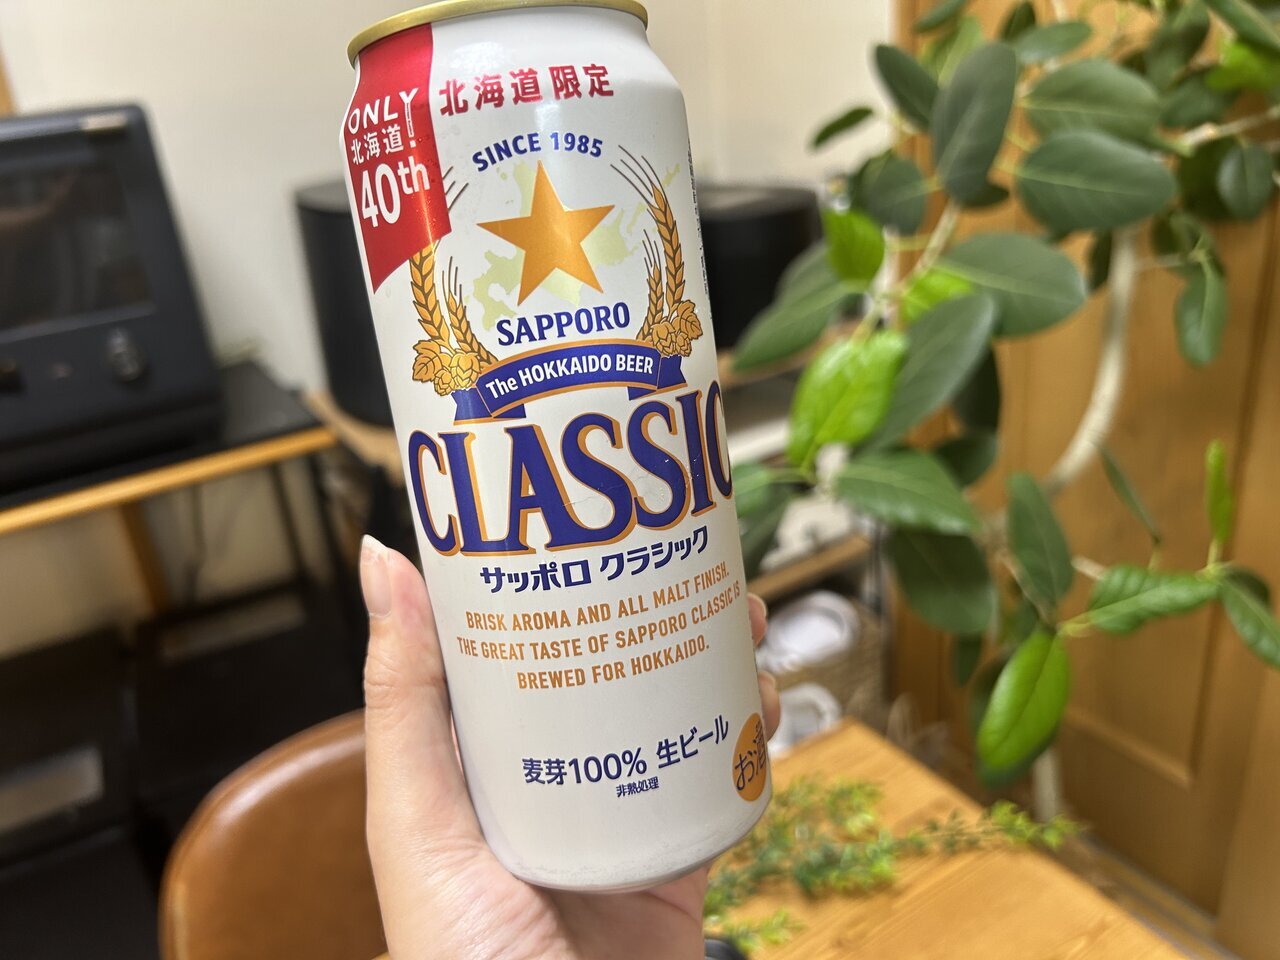 ONLY
北海道!
40th
北海道 限定
SINCE 1985
SAPPORO
The HOKKAIDO BEER
CLASSIC
サッポロ クラシック
BRISK AROMA AND ALL MALT FINISH.
THE GREAT TASTE OF SAPPORO CLASSIC IS
BREWED FOR HOKKAIDO.
麦芽100% 生ビール
非熱処理
お酒